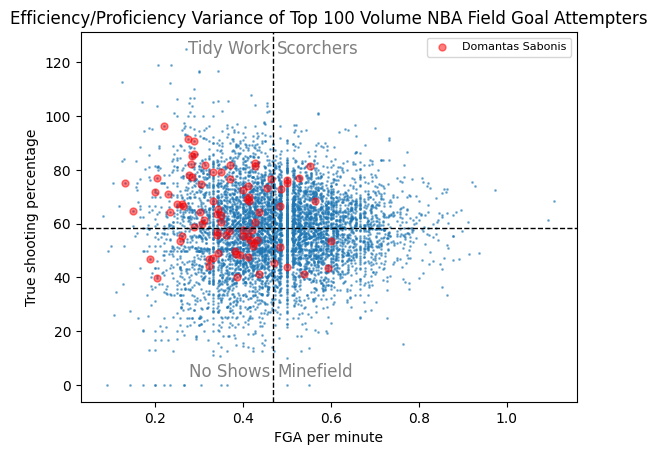 Efficiency/Proficiency Variance of Top 100 Volume NBA Field Goal Attempters
Tidy Work Scorchers
Domantas Sabonis
120
100
80
60
40
20
0
True shooting percentage
No Shows Minefield
0.2 0.4 0.6 0.8 1.0
FGA per minute